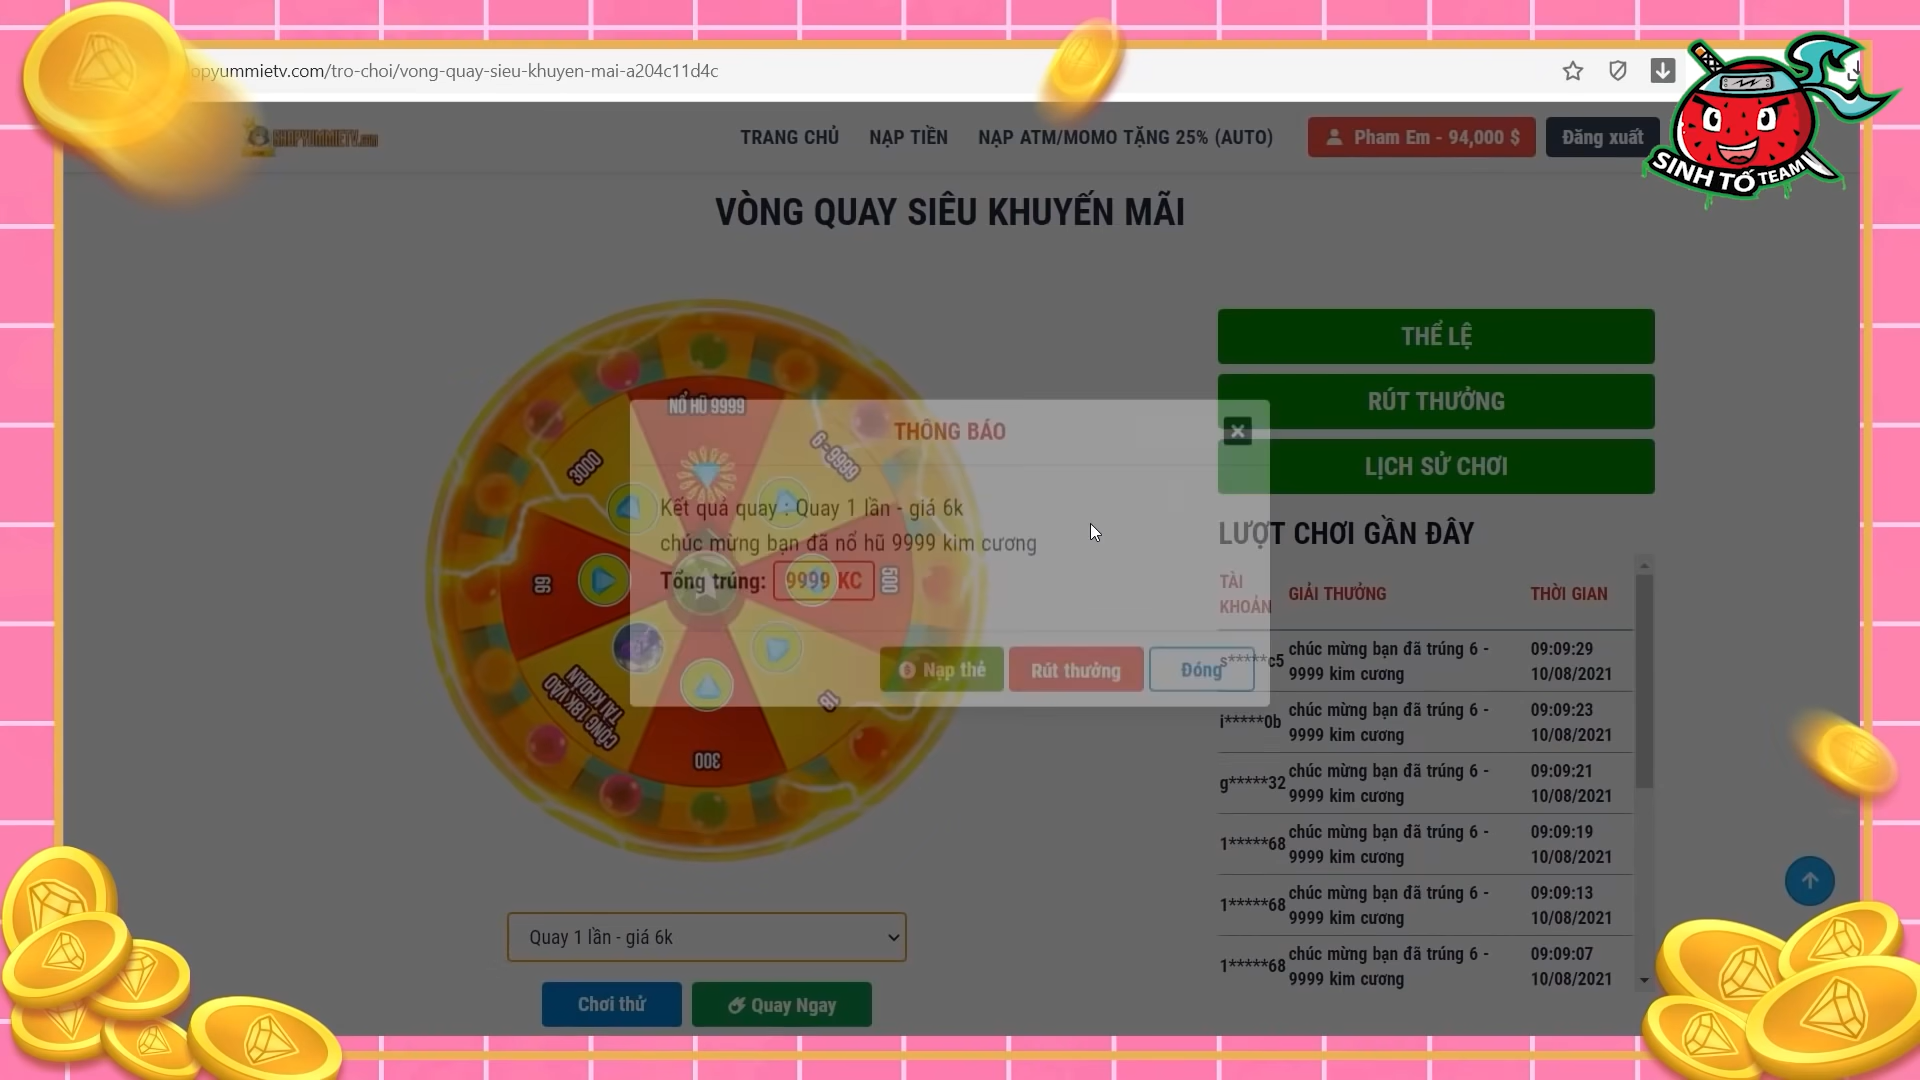 opyummietv.com/tro-choi/vong-quay-sieu-khuyen-mai-a204c11d4c
SHOPYUMMIETV.com
TRANG CHỦ
NẠP TIỀN
NẠP ATM/MOMO TẶNG 25% (AUTO)
Pham Em - 94,000 $
Đăng xuất
SINH TỐ TEAM
VÒNG QUAY SIÊU KHUYẾN MÃI
NỔ HŨ 9999
6 - 9999
3000
500
99
18
CỘNG 18K VÀO
TÀI KHOẢN
300
THÔNG BÁO
Kết quả quay : Quay 1 lần - giá 6k
chúc mừng bạn đã nổ hũ 9999 kim cương
Tổng trúng: 9999 KC
Nạp thẻ
Rút thưởng
Đóng
Quay 1 lần - giá 6k
Chơi thử
Quay Ngay
THỂ LỆ
RÚT THƯỞNG
LỊCH SỬ CHƠI
LƯỢT CHƠI GẦN ĐÂY
TÀI
KHOẢN
GIẢI THƯỞNG
THỜI GIAN
s*****c5 chúc mừng bạn đã trúng 6 - 09:09:29
9999 kim cương 10/08/2021
i*****0b chúc mừng bạn đã trúng 6 - 09:09:23
9999 kim cương 10/08/2021
g*****32 chúc mừng bạn đã trúng 6 - 09:09:21
9999 kim cương 10/08/2021
1*****68 chúc mừng bạn đã trúng 6 - 09:09:19
9999 kim cương 10/08/2021
1*****68 chúc mừng bạn đã trúng 6 - 09:09:13
9999 kim cương 10/08/2021
1*****68 chúc mừng bạn đã trúng 6 - 09:09:07
9999 kim cương 10/08/2021